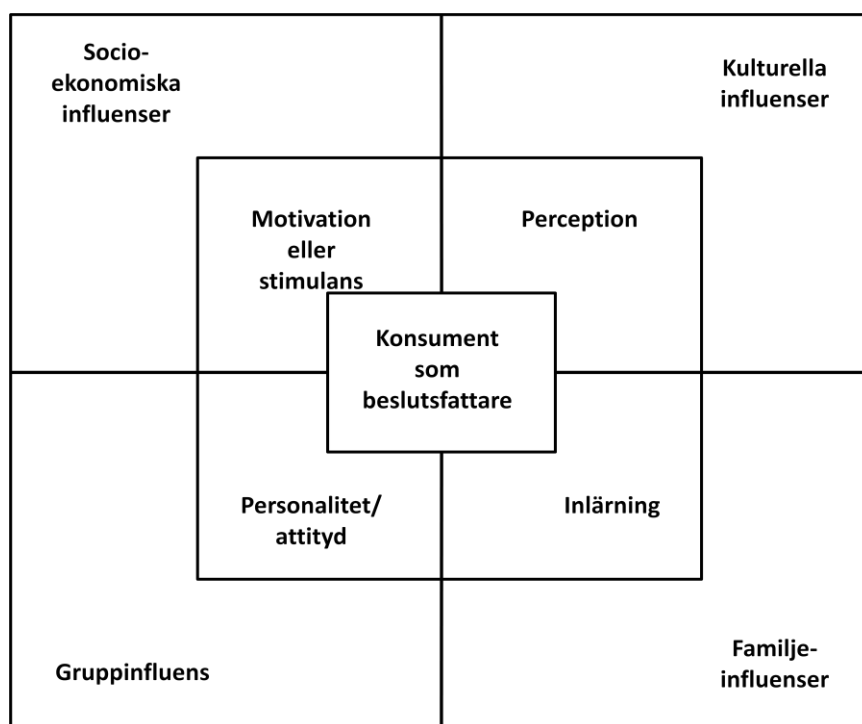 Socio-
ekonomiska
influenser
Kulturella
influenser
Motivation
eller
stimulans
Perception
Konsument
som
beslutsfattare
Personalitet/
attityd
Inlärning
Gruppinfluens
Familje-
influenser